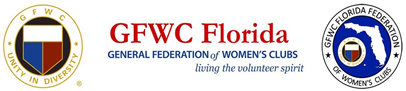 GFWC
UNITY IN DIVERSITY
®
GFWC Florida
GENERAL FEDERATION of WOMEN'S CLUBS
living the volunteer spirit
GFWC FLORIDA FEDERATION
OF WOMEN'S CLUBS